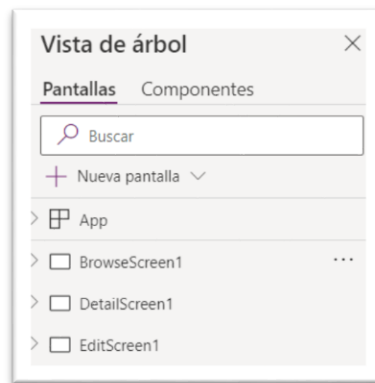 Vista de árbol
Pantallas Componentes
Buscar
Nueva pantalla
App
BrowseScreen1
DetailScreen1
EditScreen1